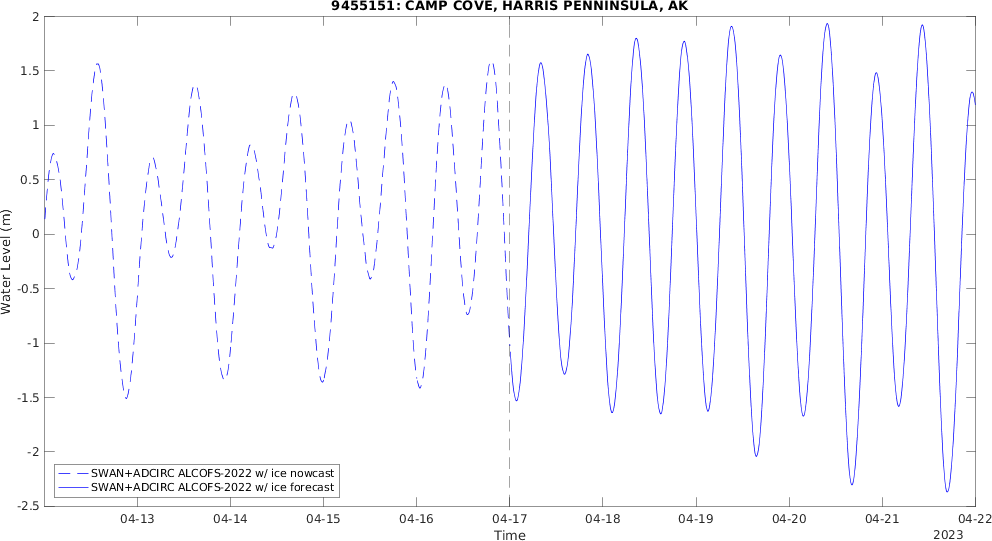 9455151: CAMP COVE, HARRIS PENNINSULA, AK
2
1.5
1
0.5
0
-0.5
-1
-1.5
-2
-2.5
Water Level (m)
SWAN+ADCIRC ALCOFS-2022 w/ ice nowcast
SWAN+ADCIRC ALCOFS-2022 w/ ice forecast
04-13 04-14 04-15 04-16 04-17 04-18 04-19 04-20 04-21 04-22
Time
2023